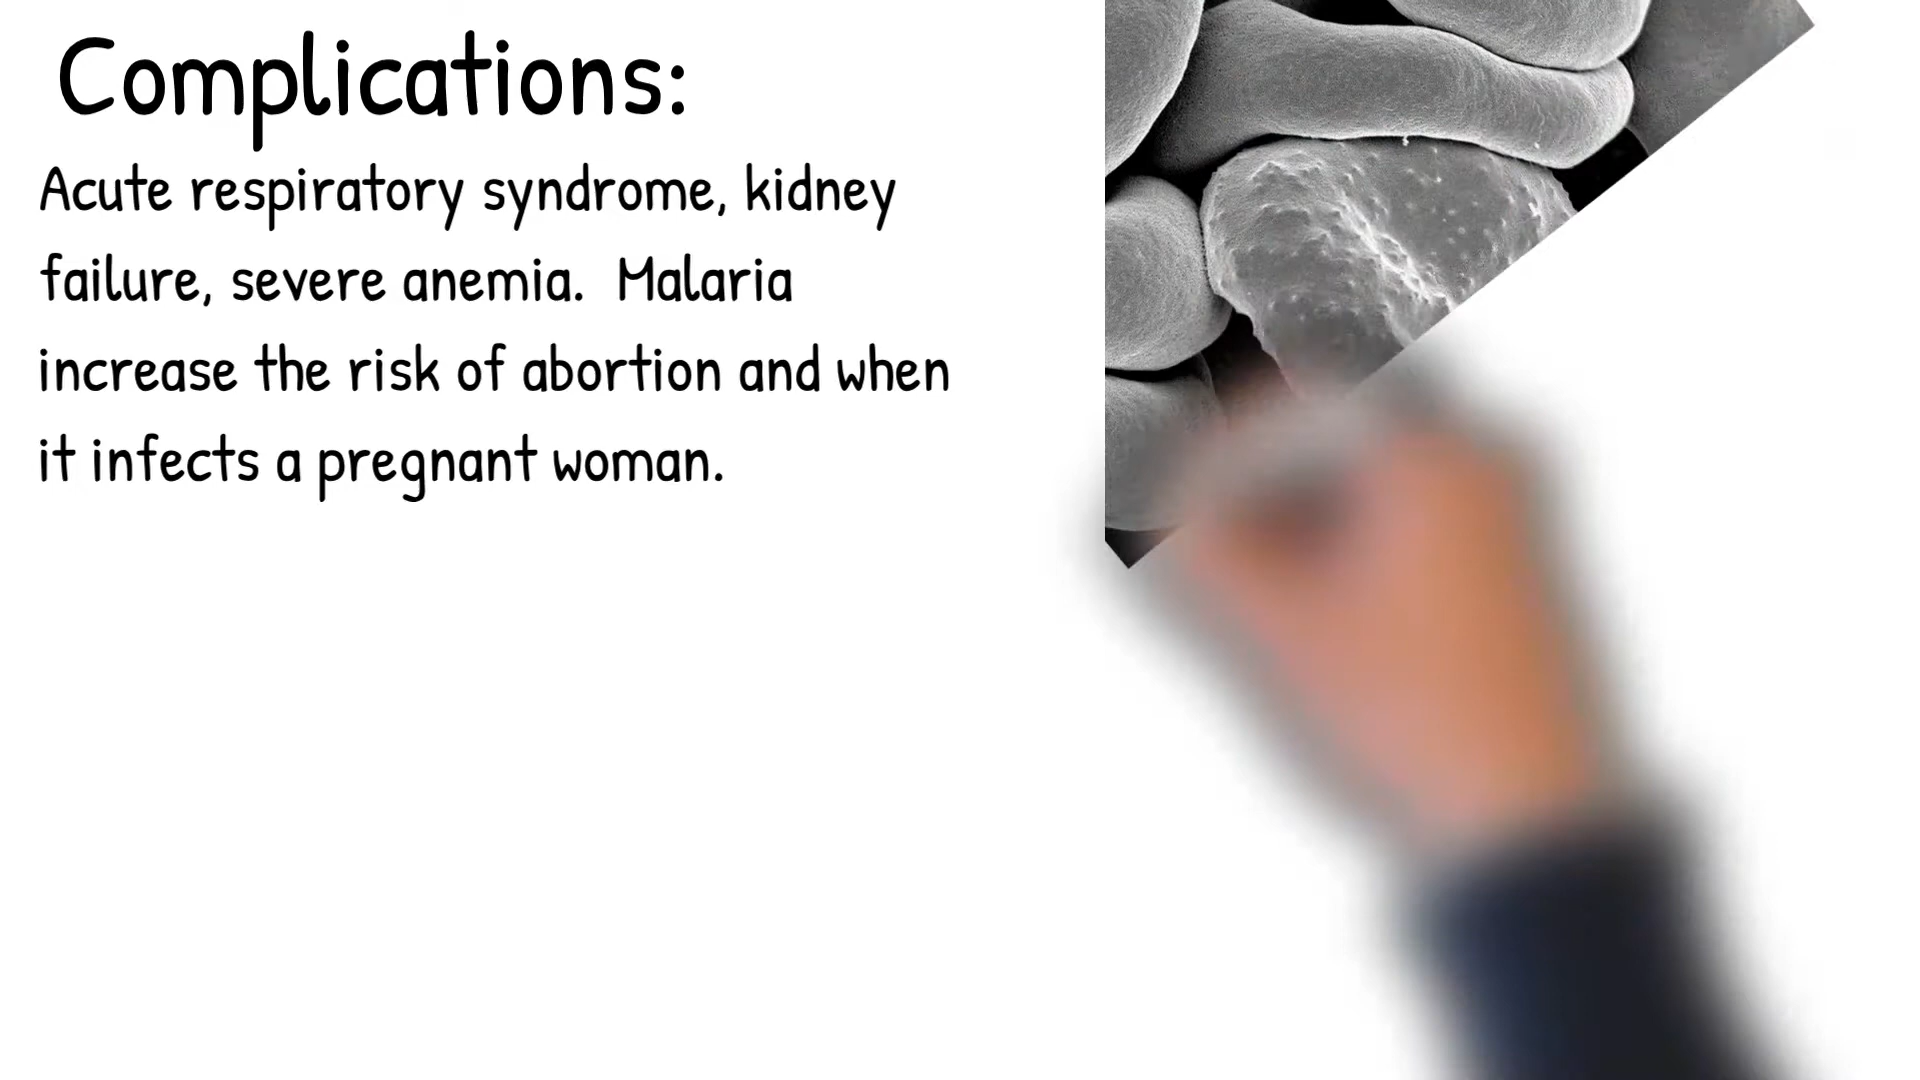 Complications:
Acute respiratory syndrome, kidney
failure, severe anemia. Malaria
increase the risk of abortion and when
it infects a pregnant woman.